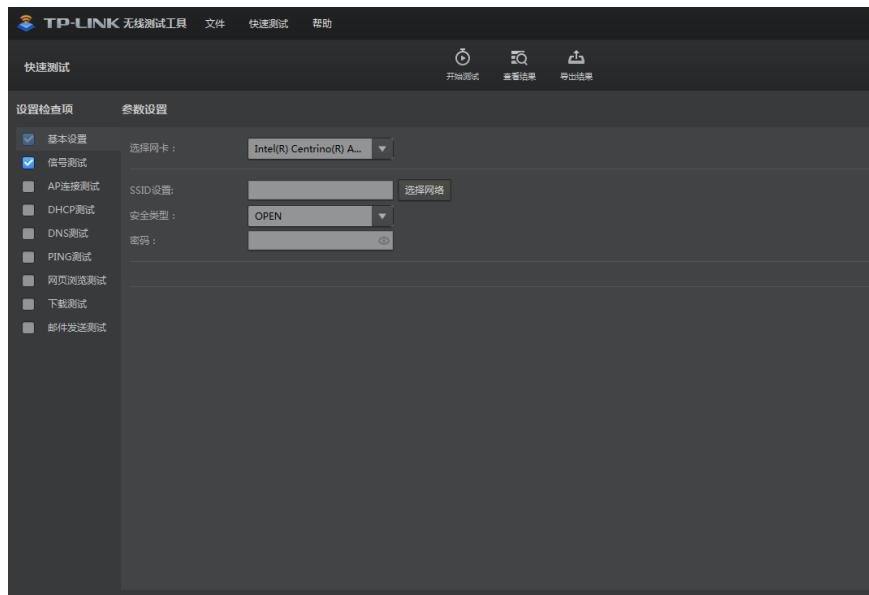 TP-LINK 无线测试工具 文件 快速测试 帮助
快速测试
开始测试 查看结果 导出结果
设置检查项 参数设置
基本设置
信号测试
AP连接测试
DHCP测试
DNS测试
PING测试
网页浏览测试
下载测试
邮件发送测试
选择网卡： Intel(R) Centrino(R) A...
SSID设置: 选择网络
安全类型： OPEN
密码：